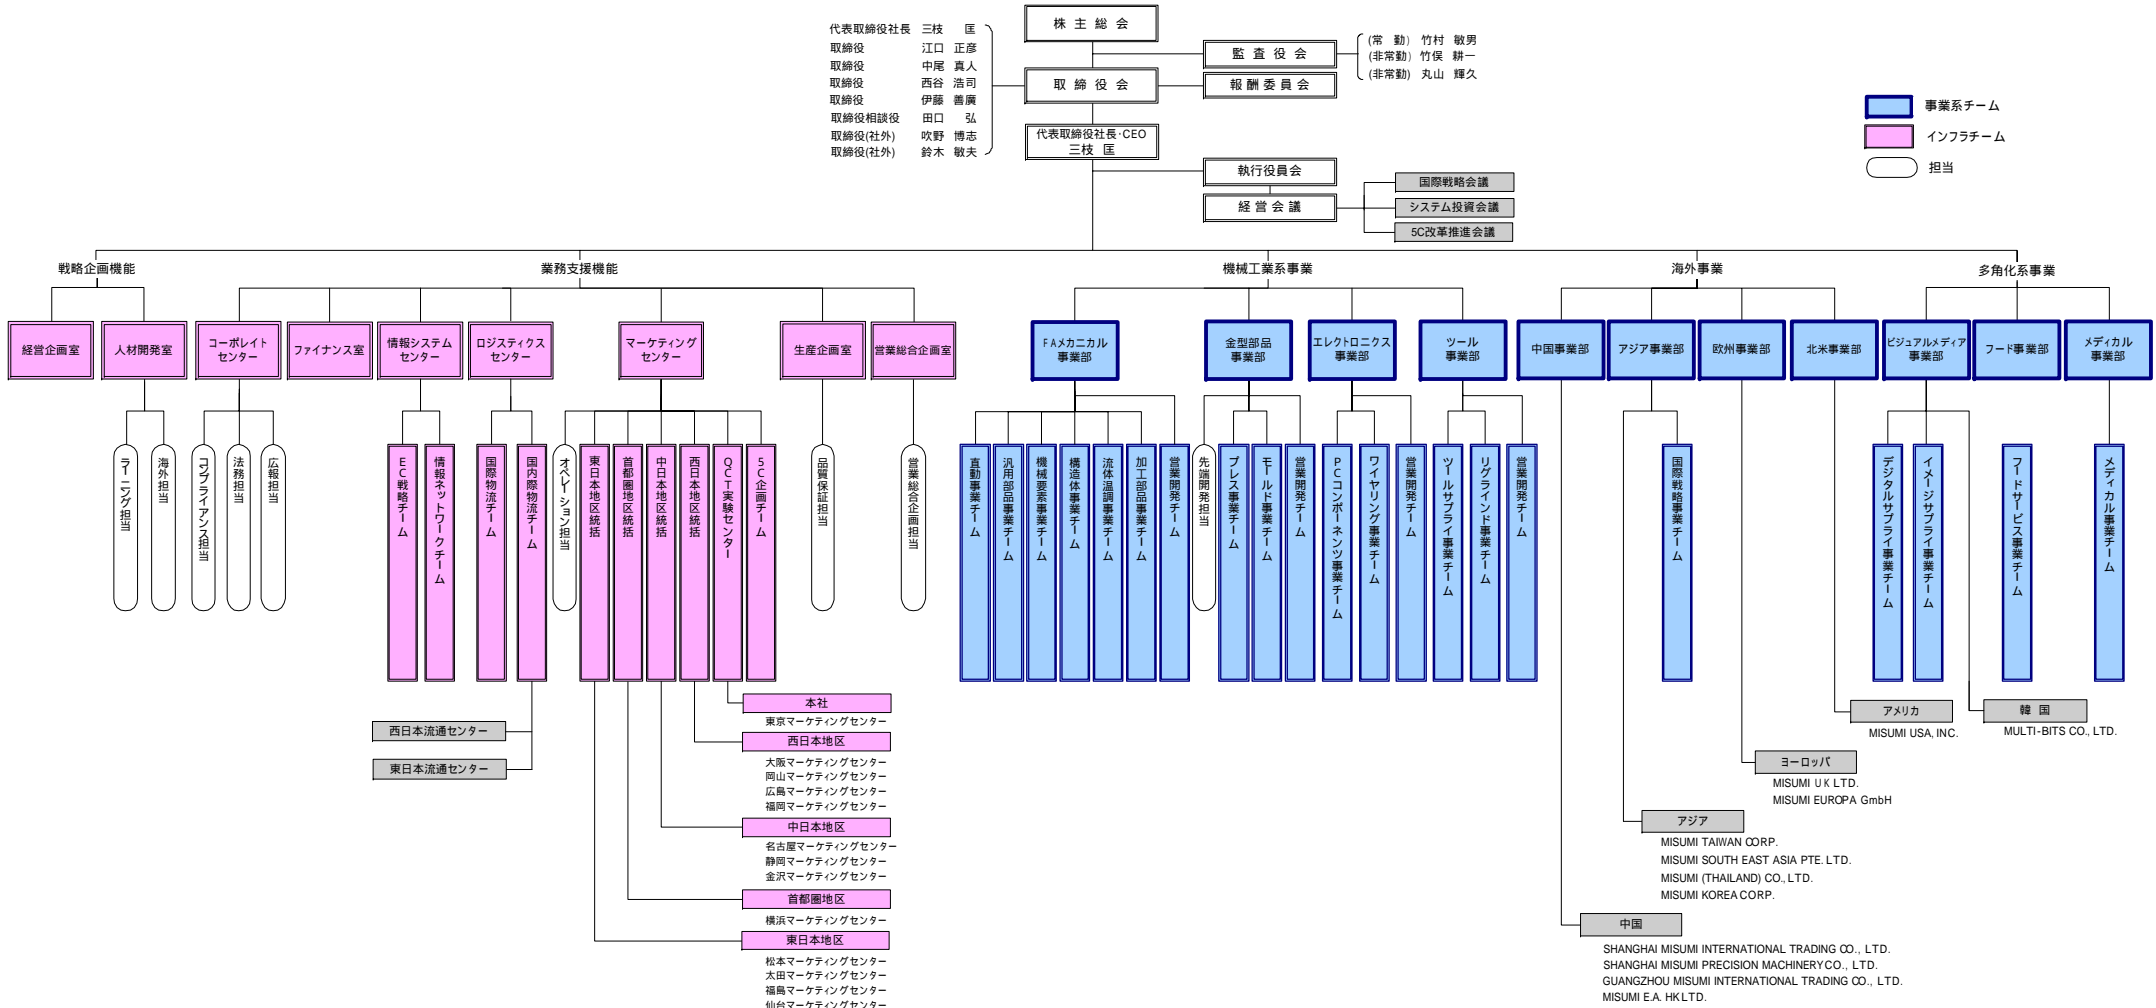 株主総会
代表取締役社長 三枝 匡
取締役 江口 正彦
取締役 中尾 真人
取締役 西谷 浩司
取締役 伊藤 善廣
取締役相談役 田口 弘
取締役(社外) 吹野 博志
取締役(社外) 鈴木 敏夫
監査役会
(常 勤) 竹村 敏男
(非常勤) 竹俣 耕一
(非常勤) 丸山 輝久
取締役会
報酬委員会
代表取締役社長・CEO
三枝 匡
執行役員会
経営会議
国際戦略会議
システム投資会議
5C改革推進会議
事業系チーム
インフラチーム
担当
戦略企画機能
業務支援機能
機械工業系事業
海外事業
多角化系事業
経営企画室
人材開発室
コーポレイト
センター
ファイナンス室
情報システム
センター
ロジスティクス
センター
マーケティング
センター
生産企画室
営業総合企画室
FAメカニカル
事業部
金型部品
事業部
エレクトロニクス
事業部
ツール
事業部
中国事業部
アジア事業部
欧州事業部
北米事業部
ビジュアルメディア
事業部
フード事業部
メディカル
事業部
ラーニング担当
海外担当
コンプライアンス担当
法務担当
広報担当
EC戦略チーム
情報ネットワークチーム
国際物流チーム
国内際物流チーム
オペレーション担当
東日本地区統括
首都圏地区統括
中日本地区統括
西日本地区統括
QCT実験センター
5C企画チーム
品質保証担当
営業総合企画担当
直動事業チーム
汎用部品事業チーム
機械要素事業チーム
構造体事業チーム
流体温調事業チーム
加工部品事業チーム
営業開発チーム
先端開発担当
プレス事業チーム
モールド事業チーム
営業開発チーム
PCコンポーネンツ事業チーム
ワイヤリング事業チーム
営業開発チーム
ツールサプライ事業チーム
リグラインド事業チーム
営業開発チーム
国際戦略事業チーム
デジタルサプライ事業チーム
イメージサプライ事業チーム
フードサービス事業チーム
メディカル事業チーム
西日本流通センター
東日本流通センター
本社
東京マーケティングセンター
西日本地区
大阪マーケティングセンター
岡山マーケティングセンター
広島マーケティングセンター
福岡マーケティングセンター
中日本地区
名古屋マーケティングセンター
静岡マーケティングセンター
金沢マーケティングセンター
首都圏地区
横浜マーケティングセンター
東日本地区
松本マーケティングセンター
太田マーケティングセンター
福島マーケティングセンター
仙台マーケティングセンター
アメリカ
MISUMI USA, INC.
韓 国
MULTI-BITS CO., LTD.
ヨーロッパ
MISUMI UK LTD.
MISUMI EUROPA GmbH
アジア
MISUMI TAIWAN CORP.
MISUMI SOUTH EAST ASIA PTE. LTD.
MISUMI (THAILAND) CO., LTD.
MISUMI KOREA CORP.
中国
SHANGHAI MISUMI INTERNATIONAL TRADING CO., LTD.
SHANGHAI MISUMI PRECISION MACHINERY CO., LTD.
GUANGZHOU MISUMI INTERNATIONAL TRADING CO., LTD.
MISUMI E.A. HK LTD.